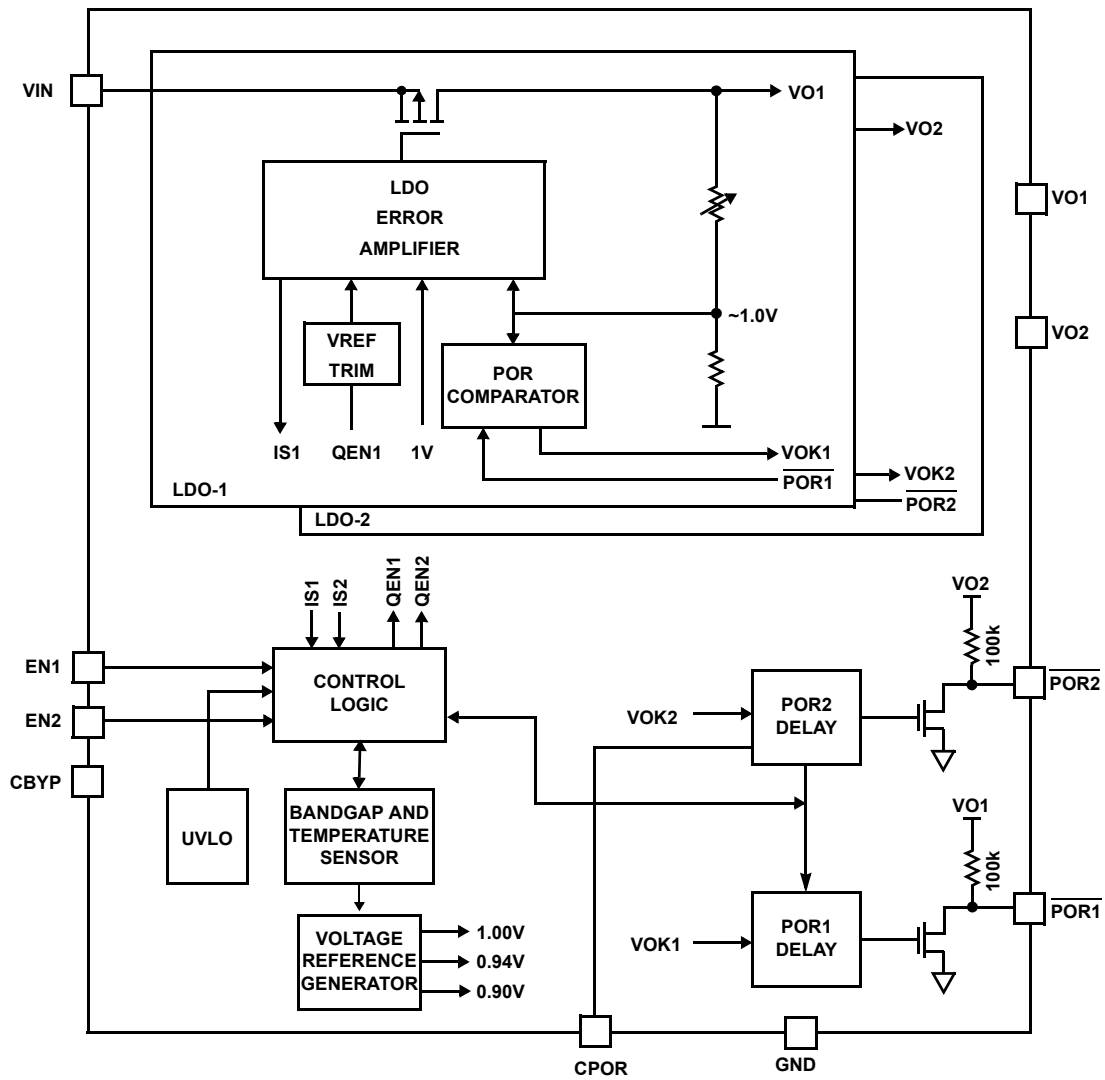 VIN
VO1
VO2
LDO
ERROR
AMPLIFIER
VO1
VREF
TRIM
~1.0V
POR
COMPARATOR
VO2
IS1
QEN1
1V
VOK1
POR1
VOK2
POR2
LDO-1
LDO-2
IS1
IS2
QEN1
QEN2
VO2
100k
EN1
CONTROL
LOGIC
POR2
EN2
VOK2
POR2
DELAY
CBYP
UVLO
BANDGAP AND
TEMPERATURE
SENSOR
VO1
100k
POR1
VOLTAGE
REFERENCE
GENERATOR
1.00V
0.94V
0.90V
VOK1
POR1
DELAY
CPOR
GND